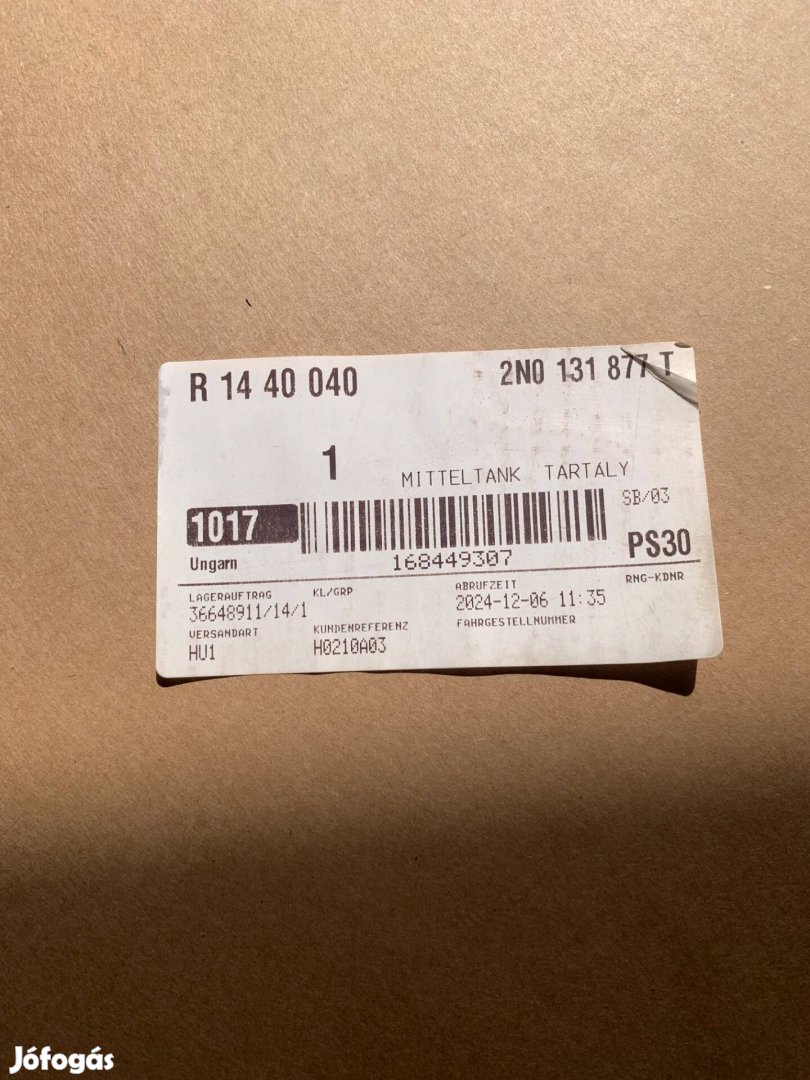 R 14 40 040 2N0 131 877 T
1 MITTELTANK TARTÁLY
1017 SB/03
Ungarn 168449307 PS30
LAGERAUFTRAG KL/GRP ABRUFZEIT RNG-KDNR
36648911/14/1 2024-12-06 11:35
VERSANDART KUNDENREFERENZ FAHRGESTELLNUMMER
HU1 H0210A03
Jófogás